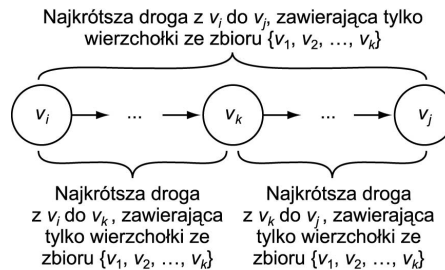 Najkrótsza droga z vi do vj, zawierająca tylko
wierzchołki ze zbioru {v1, v2, ..., vk}
vi ... vk ... vj
Najkrótsza droga
z vi do vk , zawierająca
tylko wierzchołki ze
zbioru {v1, v2, ..., vk}
Najkrótsza droga
z vk do vj , zawierająca
tylko wierzchołki ze
zbioru {v1, v2, ..., vk}